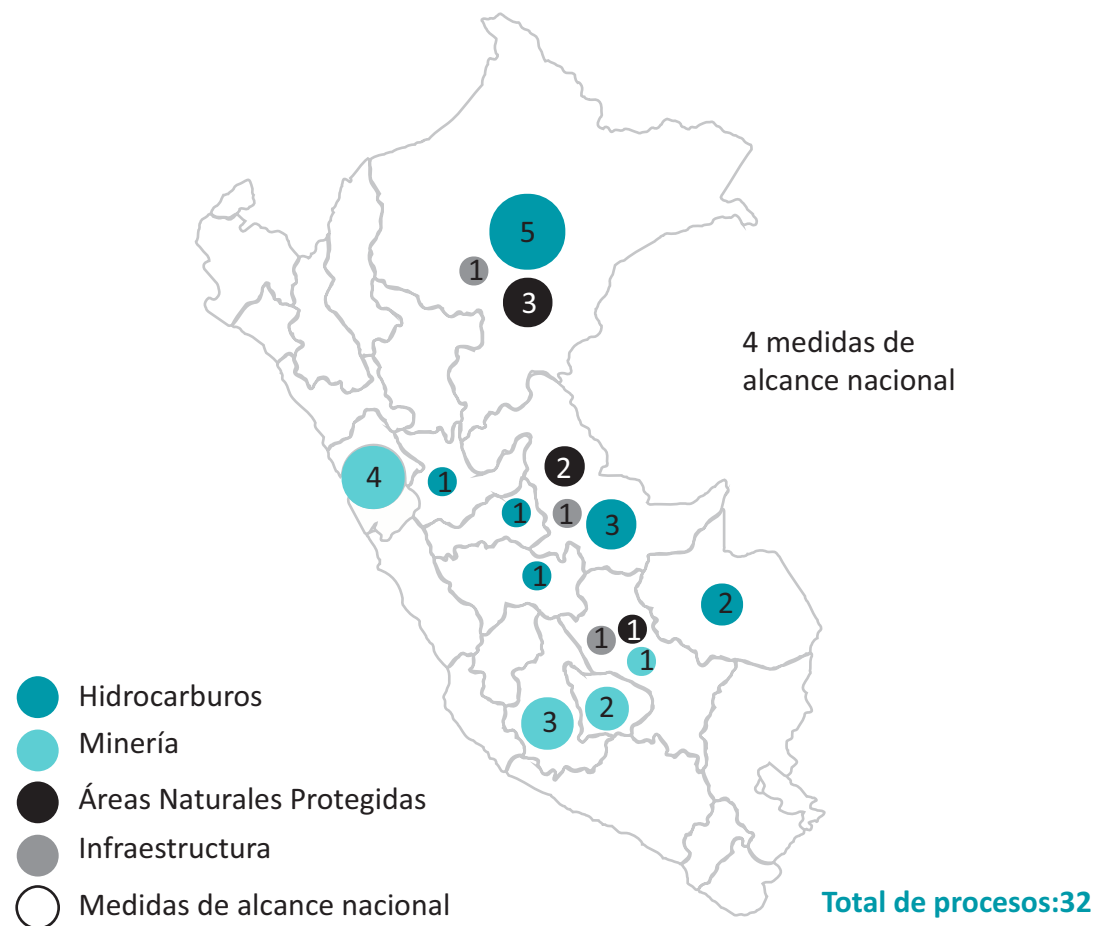 5
1
3
4 medidas de
alcance nacional
2
4
1
1
1
3
1
2
1
1
1
3
2
Hidrocarburos
Minería
Áreas Naturales Protegidas
Infraestructura
Medidas de alcance nacional
Total de procesos:32